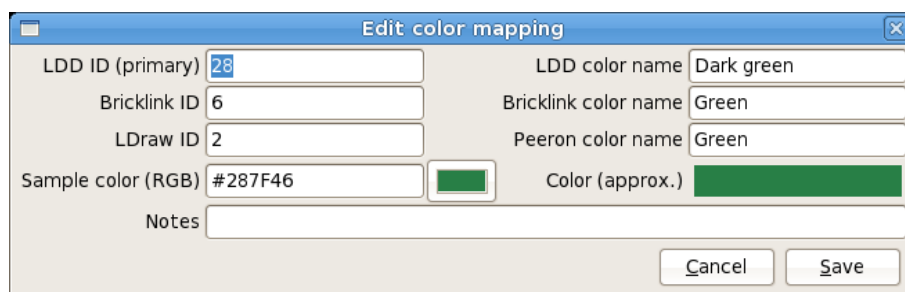 Edit color mapping
LDD ID (primary) 28 LDD color name Dark green
Bricklink ID 6 Bricklink color name Green
LDraw ID 2 Peeron color name Green
Sample color (RGB) #287F46 Color (approx.)
Notes
Cancel Save